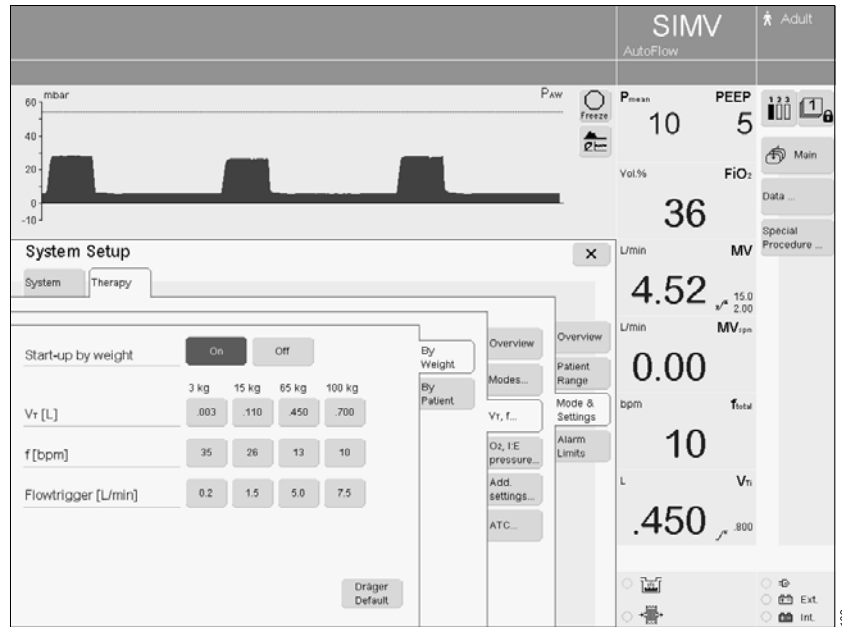 SIMV
AutoFlow
Adult
mbar
PAW
60
40
20
0
-10
Freeze
Pmean
10
PEEP
5
Vol.%
FiO2
36
L/min
MV
4.52
15.0
2.00
L/min
MVspn
0.00
bpm
ftotal
10
L
VTi
.450
.800
1 2 3
1
Main
Data ...
Special
Procedure ...
Ext.
Int.
System Setup
X
System
Therapy
Start-up by weight
On
Off
3 kg 15 kg 65 kg 100 kg
VT [L]
.003 .110 .450 .700
f [bpm]
35 26 13 10
Flowtrigger [L/min]
0.2 1.5 5.0 7.5
Dräger
Default
By
Weight
By
Patient
Overview
Modes...
VT, f...
O2, I:E
pressure...
Add.
settings...
ATC...
Overview
Patient
Range
Mode &
Settings
Alarm
Limits